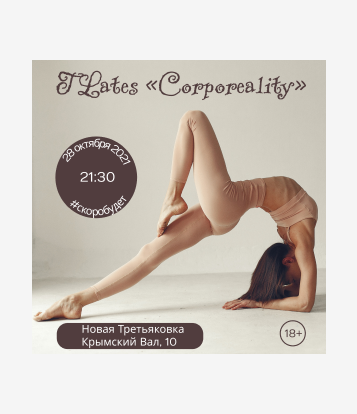 TLates «Corporeality»
28 октября 2021
21:30
#скоробудет
Новая Третьяковка
Крымский Вал, 10
18+